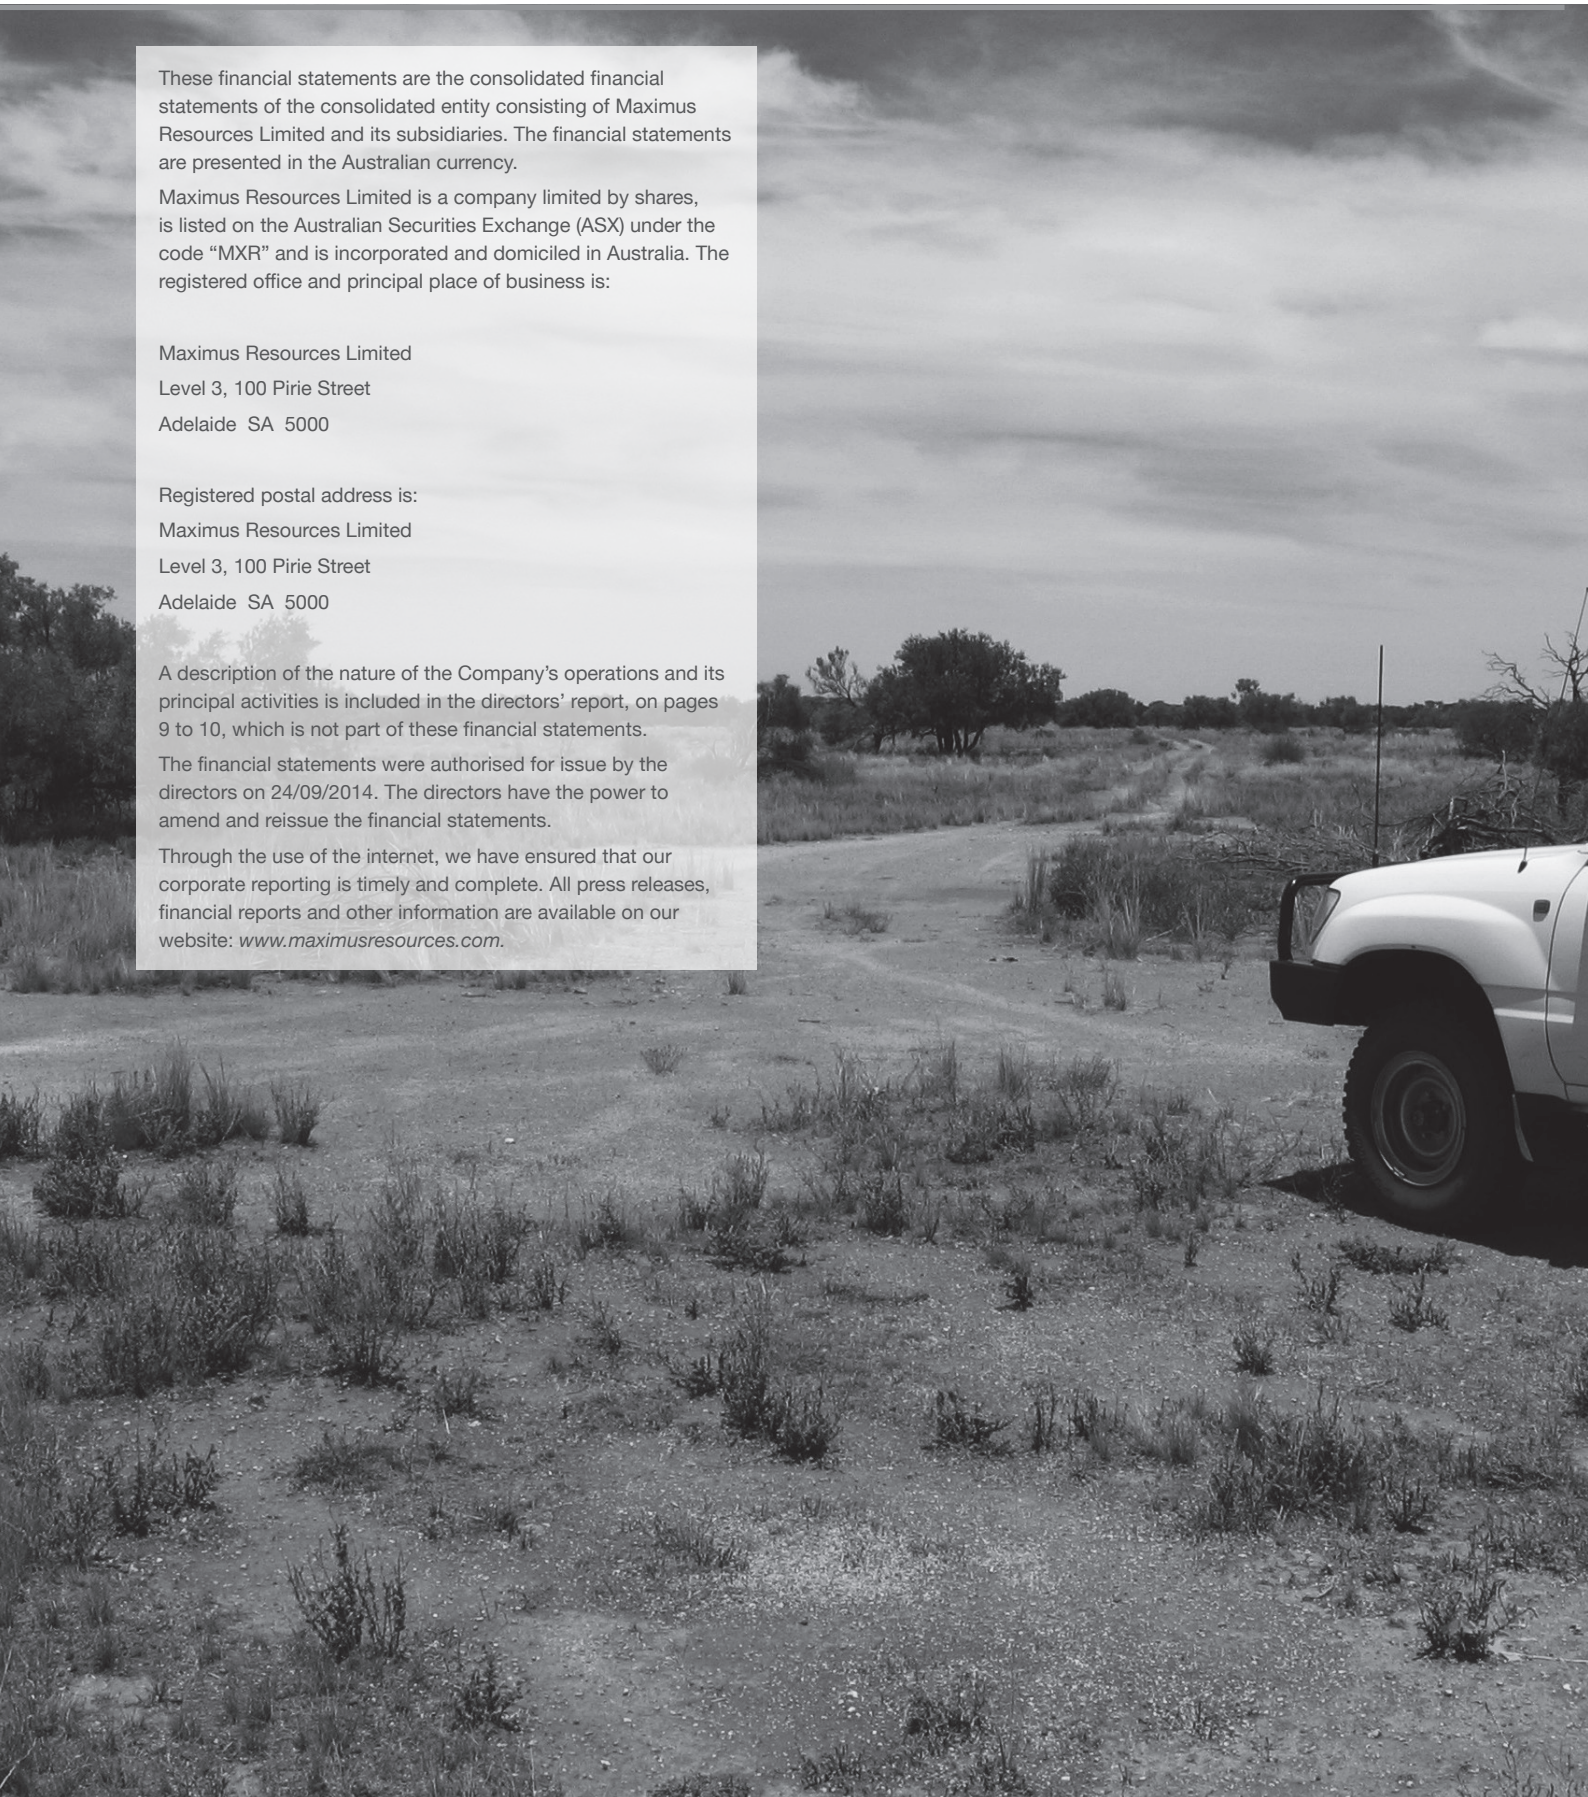 These financial statements are the consolidated financial
statements of the consolidated entity consisting of Maximus
Resources Limited and its subsidiaries. The financial statements
are presented in the Australian currency.
Maximus Resources Limited is a company limited by shares,
is listed on the Australian Securities Exchange (ASX) under the
code “MXR” and is incorporated and domiciled in Australia. The
registered office and principal place of business is:
Maximus Resources Limited
Level 3, 100 Pirie Street
Adelaide  SA  5000
Registered postal address is:
Maximus Resources Limited
Level 3, 100 Pirie Street
Adelaide  SA  5000
A description of the nature of the Company’s operations and its
principal activities is included in the directors’ report, on pages
9 to 10, which is not part of these financial statements.
The financial statements were authorised for issue by the
directors on 24/09/2014. The directors have the power to
amend and reissue the financial statements.
Through the use of the internet, we have ensured that our
corporate reporting is timely and complete. All press releases,
financial reports and other information are available on our
website: www.maximusresources.com.